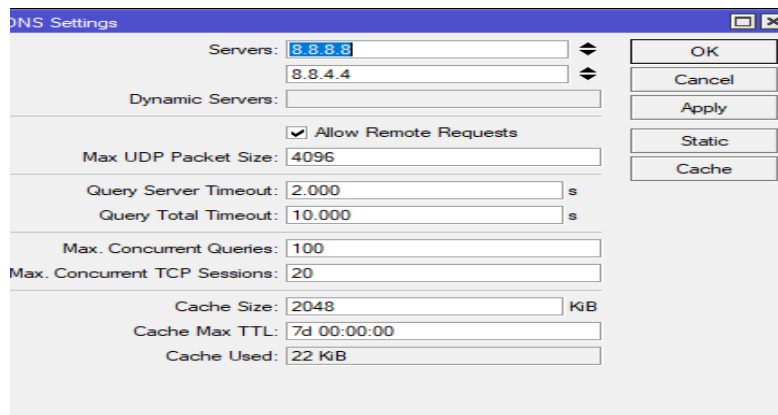 DNS Settings
Servers: 8.8.8.8
8.8.4.4
Dynamic Servers:
Allow Remote Requests
Max UDP Packet Size: 4096
Query Server Timeout: 2.000 s
Query Total Timeout: 10.000 s
Max. Concurrent Queries: 100
Max. Concurrent TCP Sessions: 20
Cache Size: 2048 KiB
Cache Max TTL: 7d 00:00:00
Cache Used: 22 KiB
OK
Cancel
Apply
Static
Cache